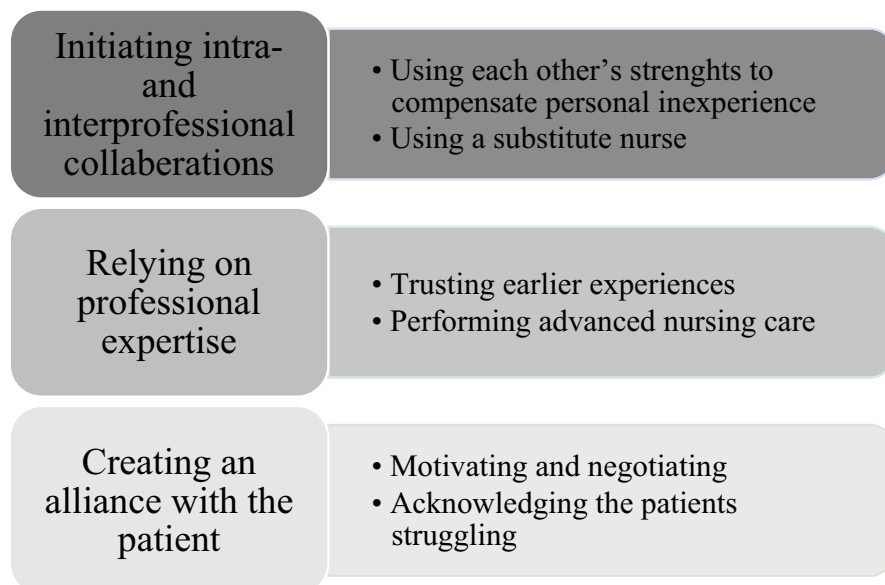 Initiating intra-
and
interprofessional
collaberations
• Using each other’s strenghts to
compensate personal inexperience
• Using a substitute nurse
Relying on
professional
expertise
• Trusting earlier experiences
• Performing advanced nursing care
Creating an
alliance with the
patient
• Motivating and negotiating
• Acknowledging the patients
struggling